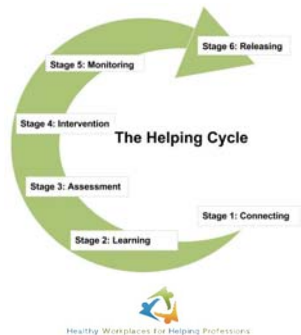 Stage 6: Releasing
Stage 5: Monitoring
Stage 4: Intervention
The Helping Cycle
Stage 3: Assessment
Stage 1: Connecting
Stage 2: Learning
Healthy Workplaces for Helping Professions